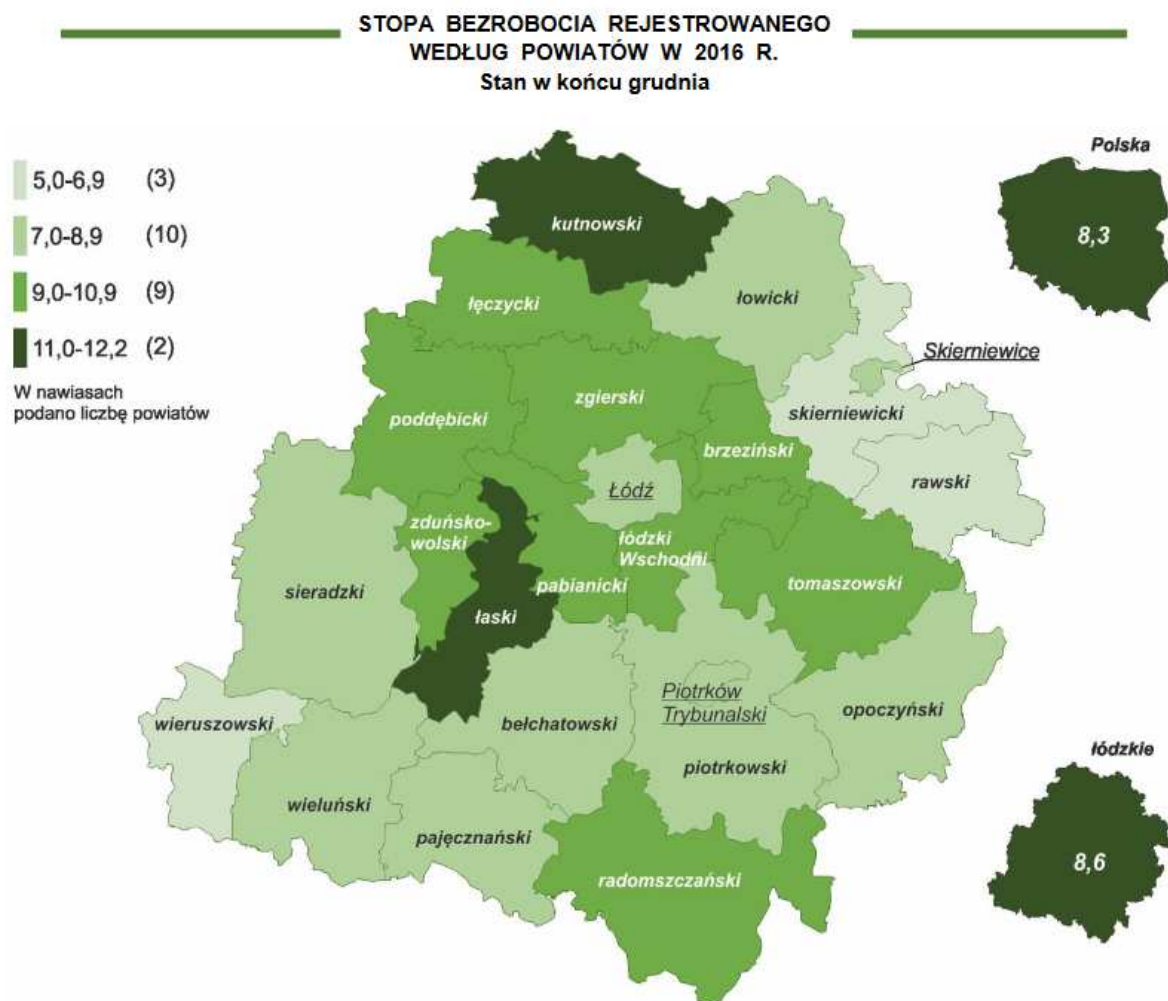 STOPA BEZROBOCIA REJESTROWANEGO
WEDŁUG POWIATÓW W 2016 R.
Stan w końcu grudnia
5,0-6,9 (3)
7,0-8,9 (10)
9,0-10,9 (9)
11,0-12,2 (2)
W nawiasach
podano liczbę powiatów
Polska
8,3
kutnowski
łęczycki
łowicki
Skierniewice
poddębicki
zgierski
skierniewicki
brzeziński
rawski
Łódź
zduńsko-
wolski
łódzki
Wschodni
pabianicki
tomaszowski
sieradzki
łaski
Piotrków
Trybunalski
wieruszowski
bełchatowski
opoczyński
piotrkowski
wieluński
pajęcznański
radomszczański
łódzkie
8,6